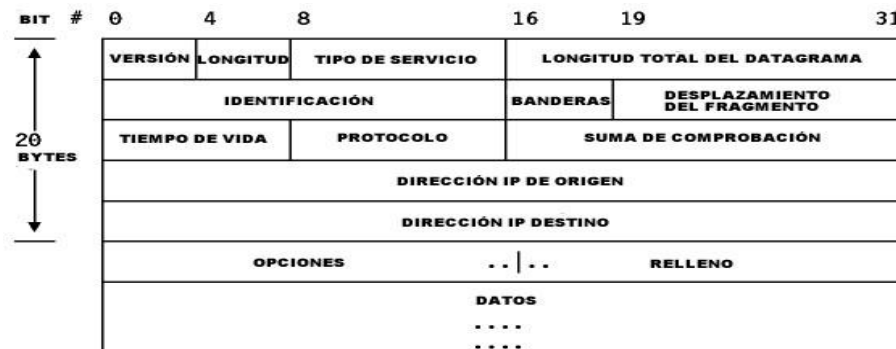 BIT # 0 4 8 16 19 31
VERSIÓN LONGITUD TIPO DE SERVICIO LONGITUD TOTAL DEL DATAGRAMA
IDENTIFICACIÓN BANDERAS DESPLAZAMIENTO
DEL FRAGMENTO
20
BYTES
TIEMPO DE VIDA PROTOCOLO SUMA DE COMPROBACIÓN
DIRECCIÓN IP DE ORIGEN
DIRECCIÓN IP DESTINO
OPCIONES ..|.. RELLENO
DATOS
....
....